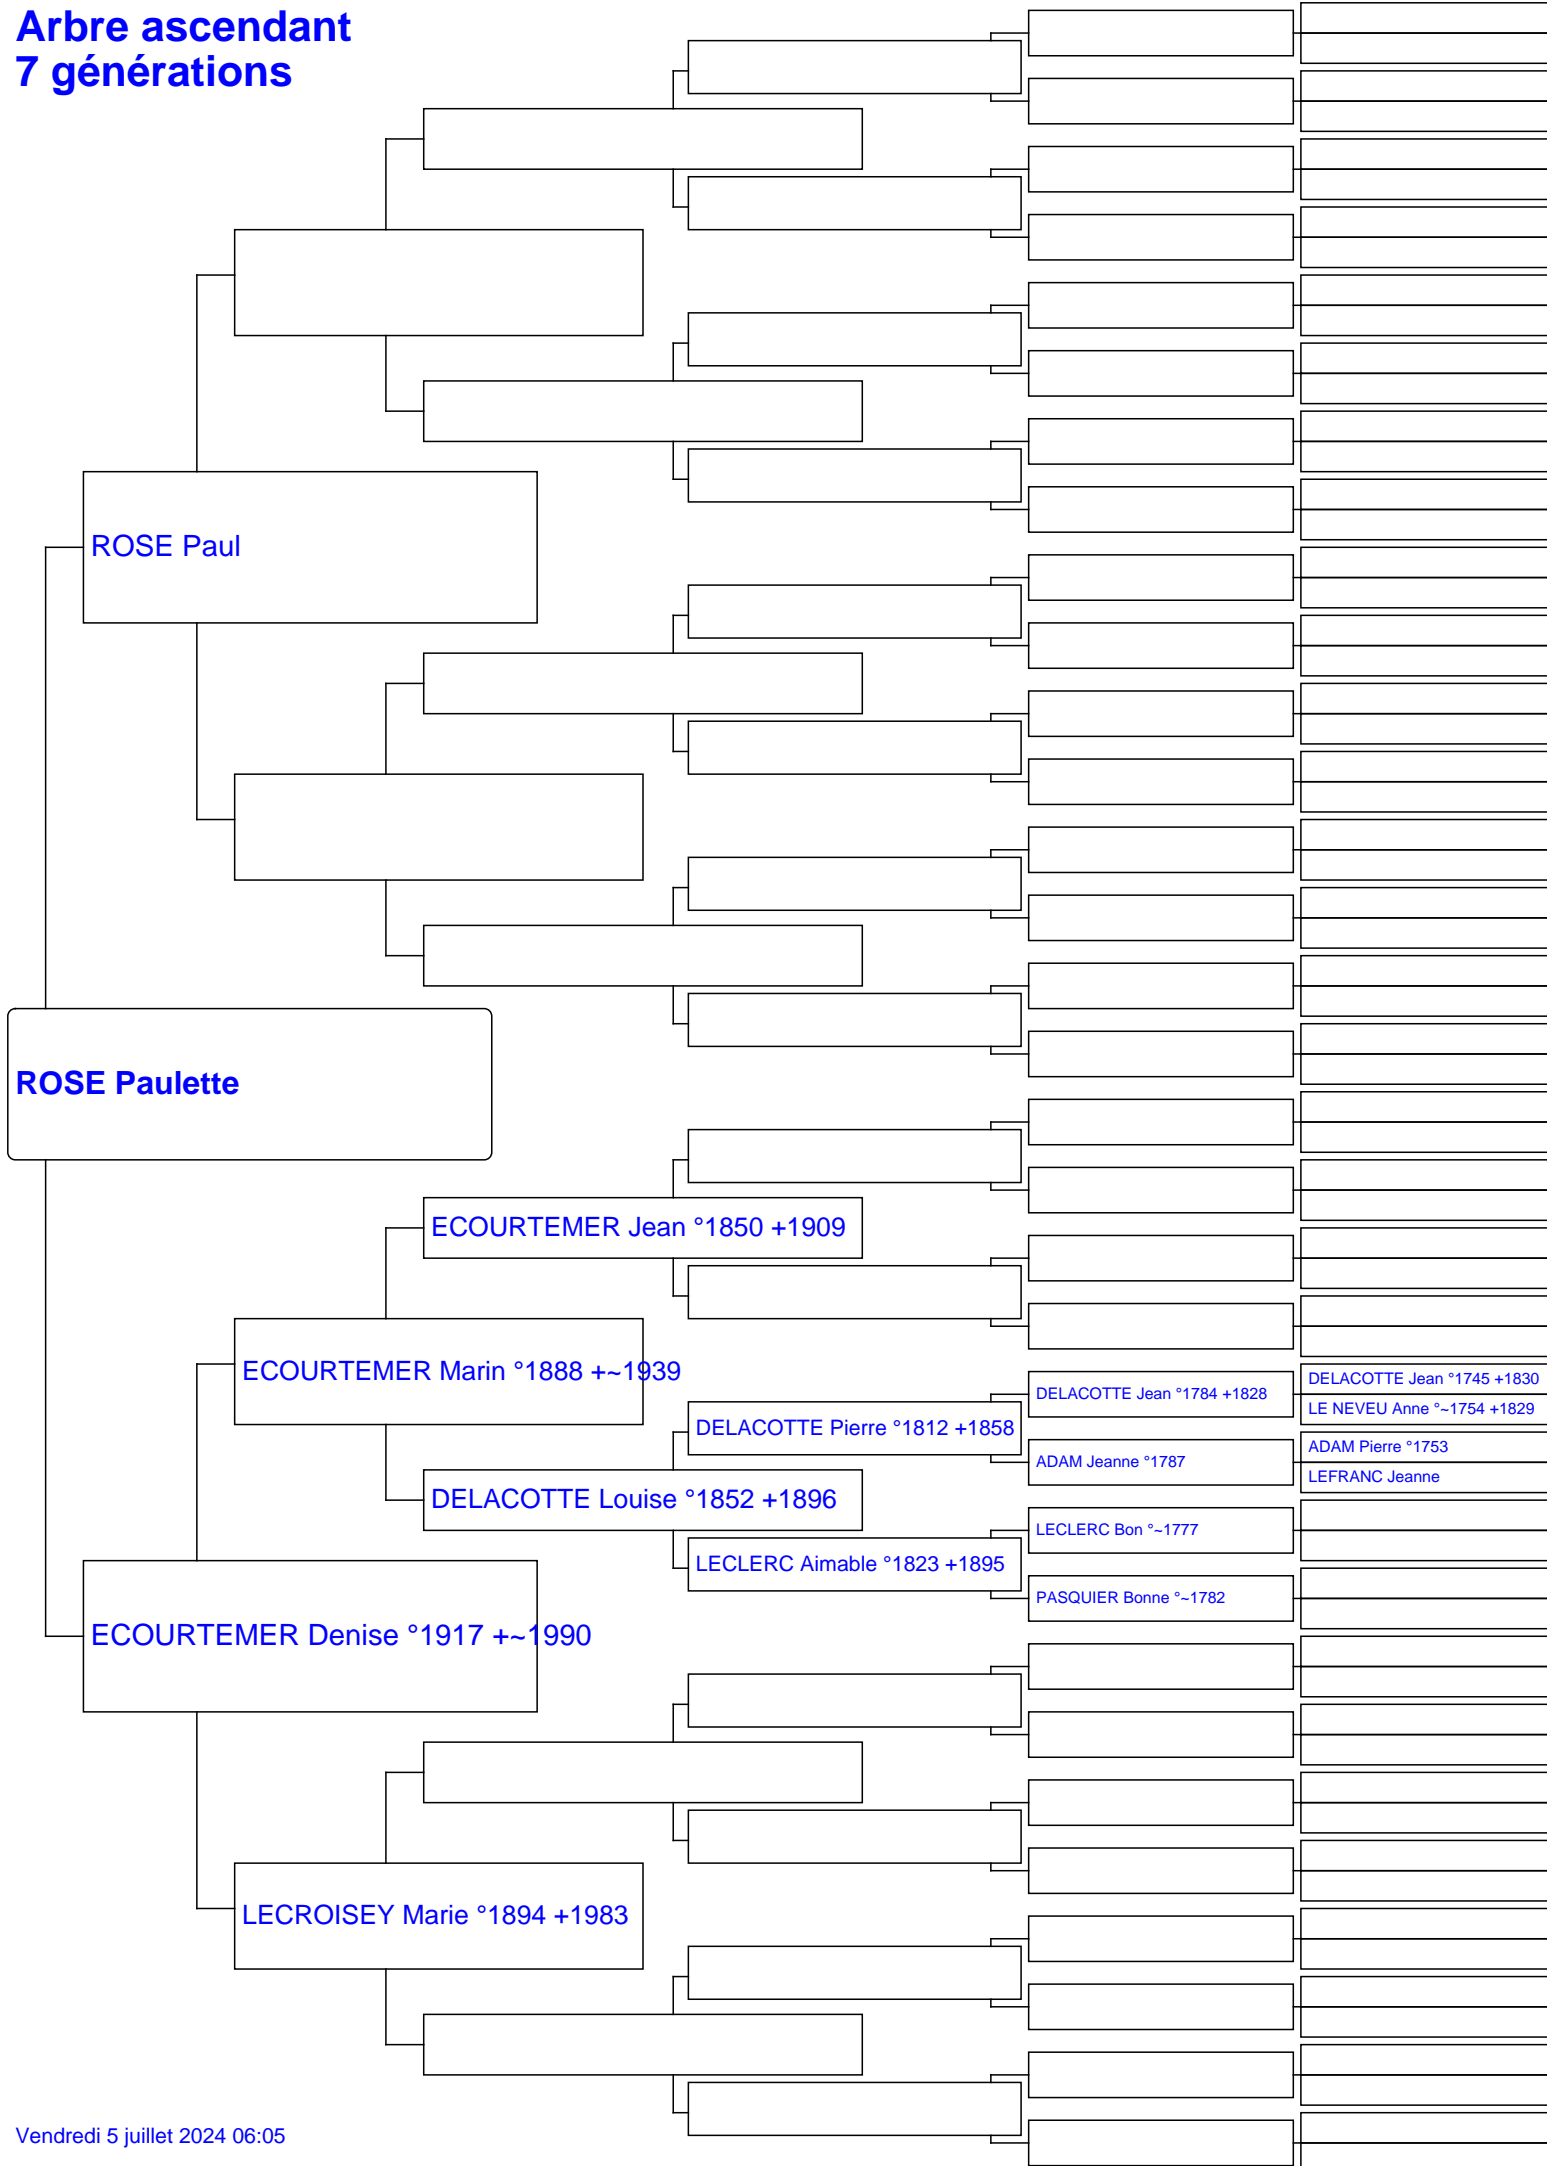 Arbre ascendant
7 générations
ROSE Paul
ROSE Paulette
ECOURTEMER Jean °1850 +1909
ECOURTEMER Marin °1888 +~1939
DELACOTTE Jean °1745 +1830
DELACOTTE Jean °1784 +1828
LE NEVEU Anne °~1754 +1829
DELACOTTE Pierre °1812 +1858
ADAM Pierre °1753
ADAM Jeanne °1787
LEFRANC Jeanne
DELACOTTE Louise °1852 +1896
LECLERC Bon °~1777
LECLERC Aimable °1823 +1895
PASQUIER Bonne °~1782
ECOURTEMER Denise °1917 +~1990
LECROISEY Marie °1894 +1983
Vendredi 5 juillet 2024 06:05